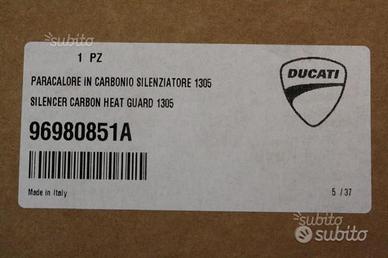 subito
1 PZ
DUCATI
PARACALORE IN CARBONIO SILENZIATORE 1305
SILENCER CARBON HEAT GUARD 1305
96980851A
Made in Italy
5 / 37
subito
subito